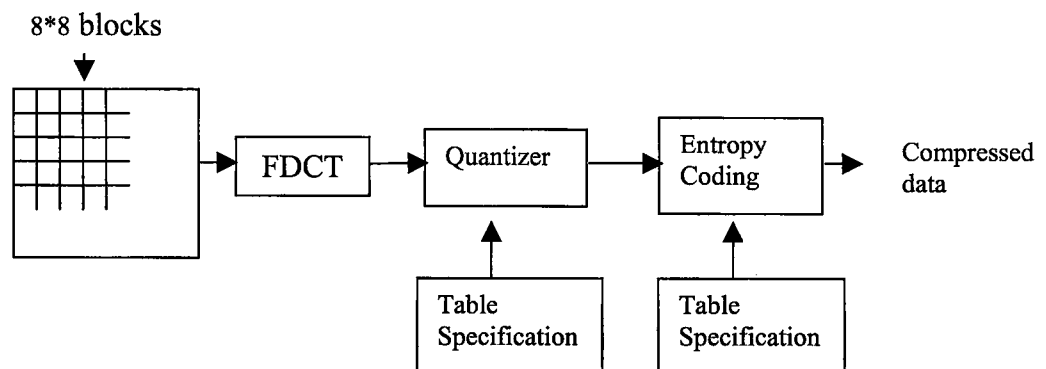 8*8 blocks
FDCT
Quantizer
Entropy
Coding
Compressed
data
Table
Specification
Table
Specification